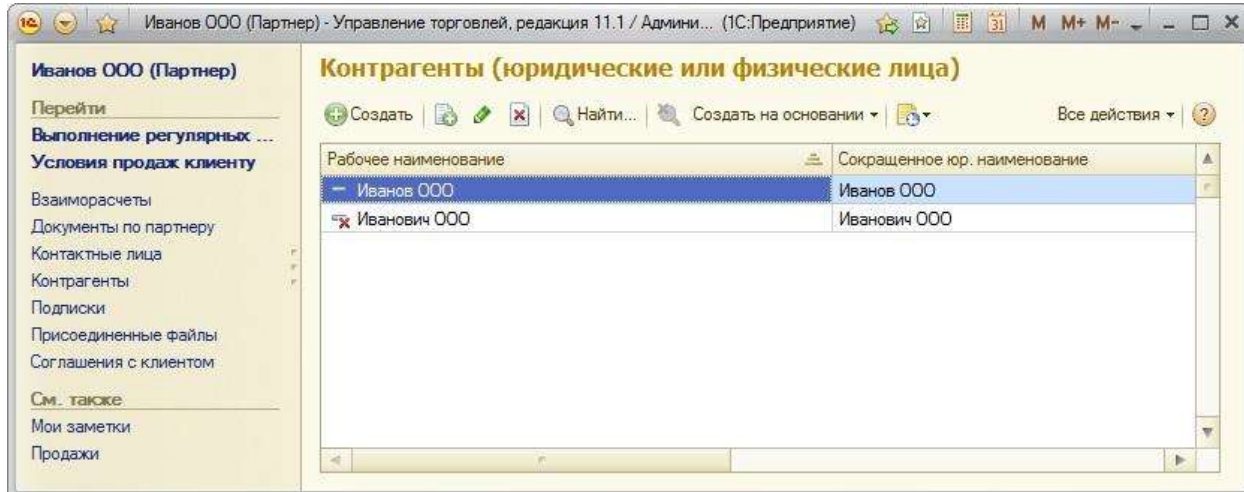 Иванов ООО (Партнер) - Управление торговлей, редакция 11.1 / Админи... (1С:Предприятие) 31 M M+ M-
Иванов ООО (Партнер)
Перейти
Выполнение регулярных ...
Условия продаж клиенту
Взаиморасчеты
Документы по партнеру
Контактные лица
Контрагенты
Подписки
Присоединенные файлы
Соглашения с клиентом
См. также
Мои заметки
Продажи
Контрагенты (юридические или физические лица)
Создать Найти... Создать на основании Все действия ?
Рабочее наименование Сокращенное юр. наименование
Иванов ООО Иванов ООО
Иванович ООО Иванович ООО